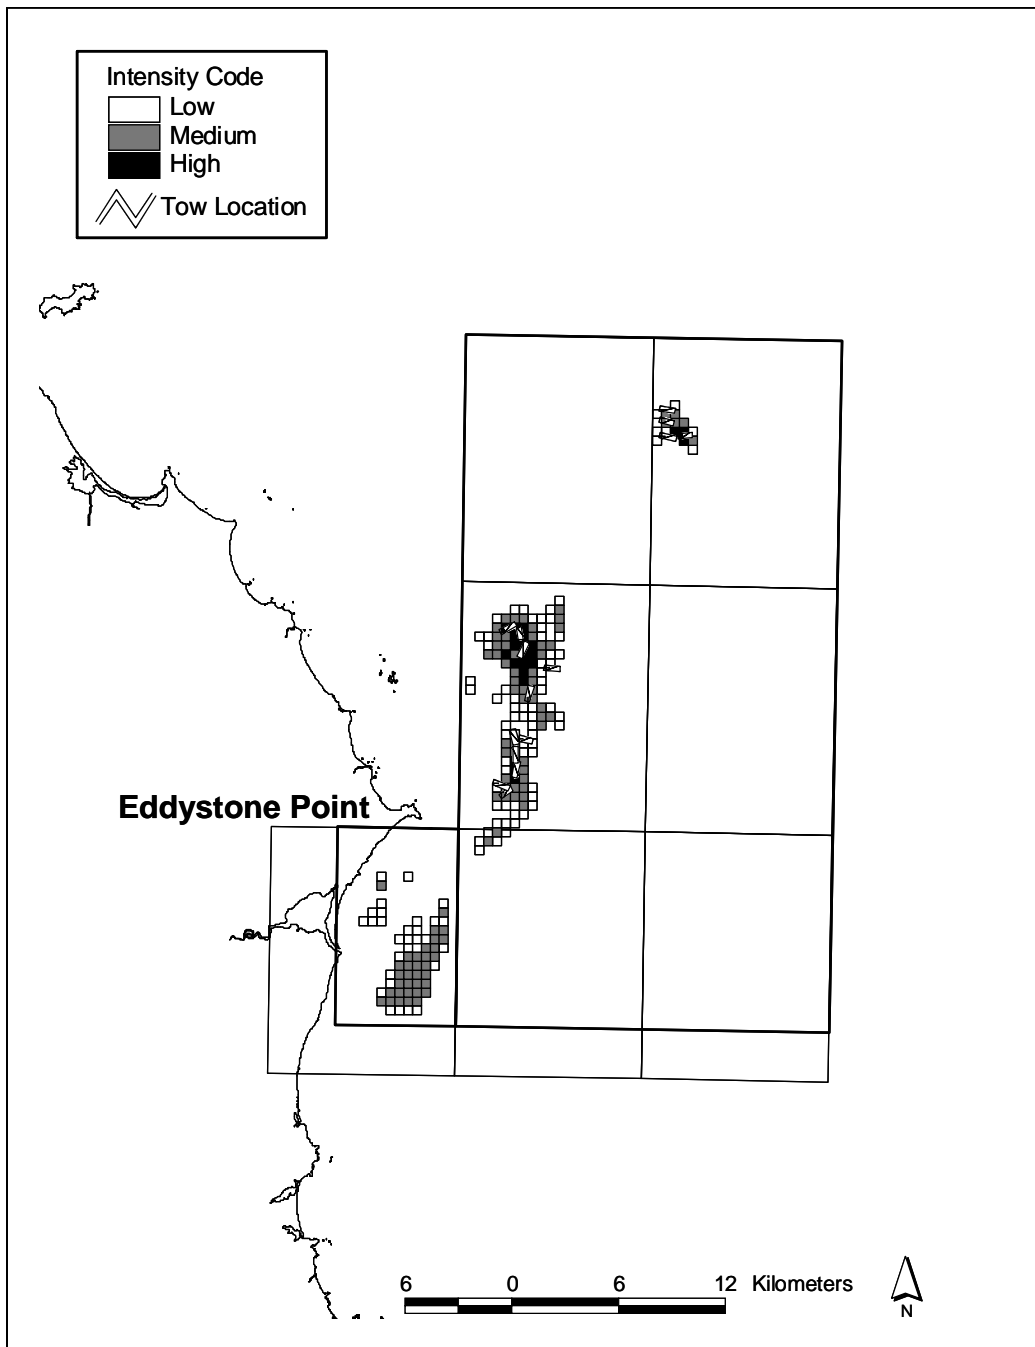 Intensity Code
Low
Medium
High
Tow Location
Eddystone Point
6 0 6 12 Kilometers
N